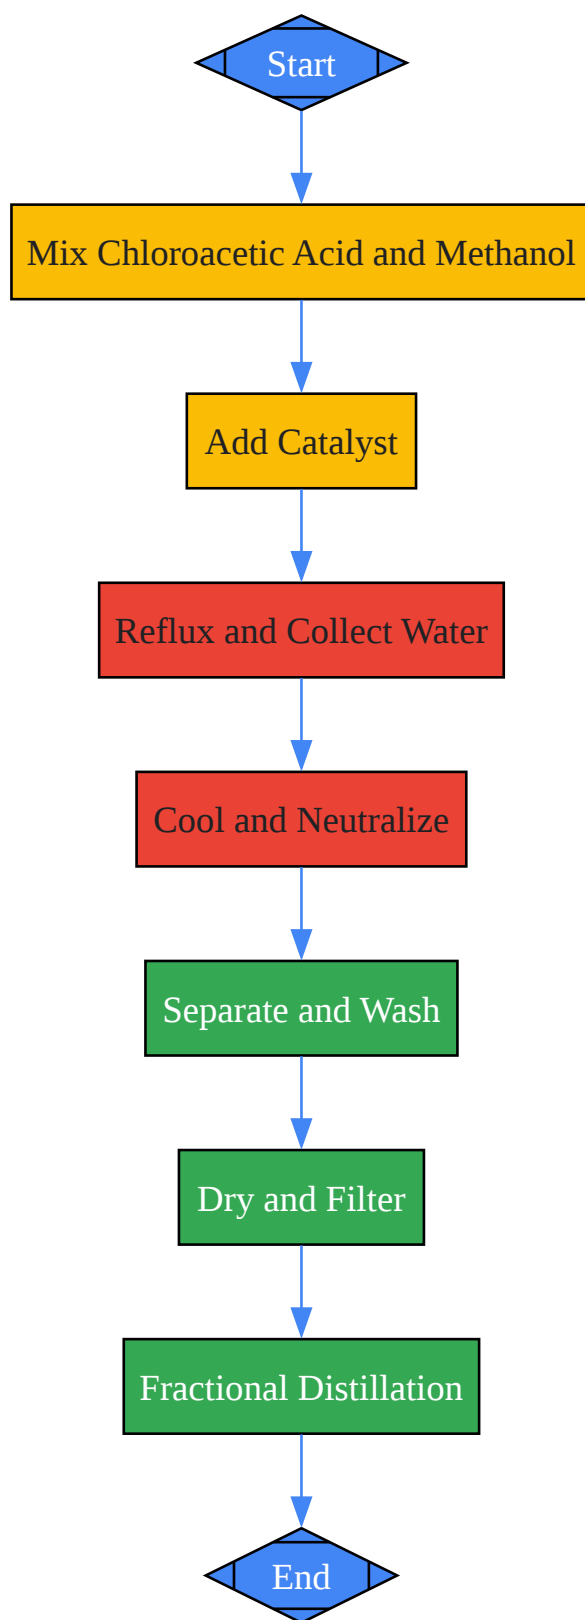 Start
Mix Chloroacetic Acid and Methanol
Add Catalyst
Reflux and Collect Water
Cool and Neutralize
Separate and Wash
Dry and Filter
Fractional Distillation
End